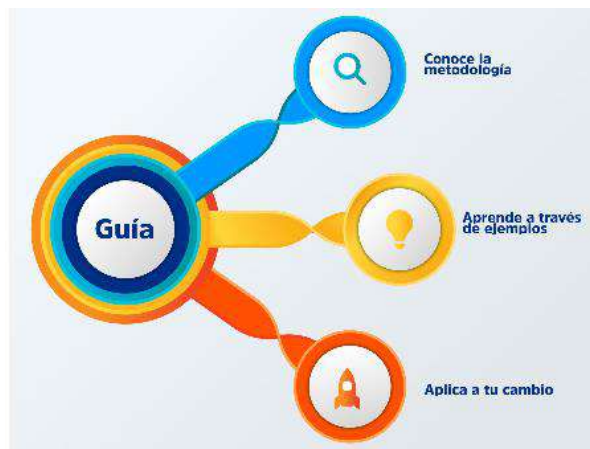 Conoce la
metodología
Guía
Aprende a través
de ejemplos
Aplica a tu cambio